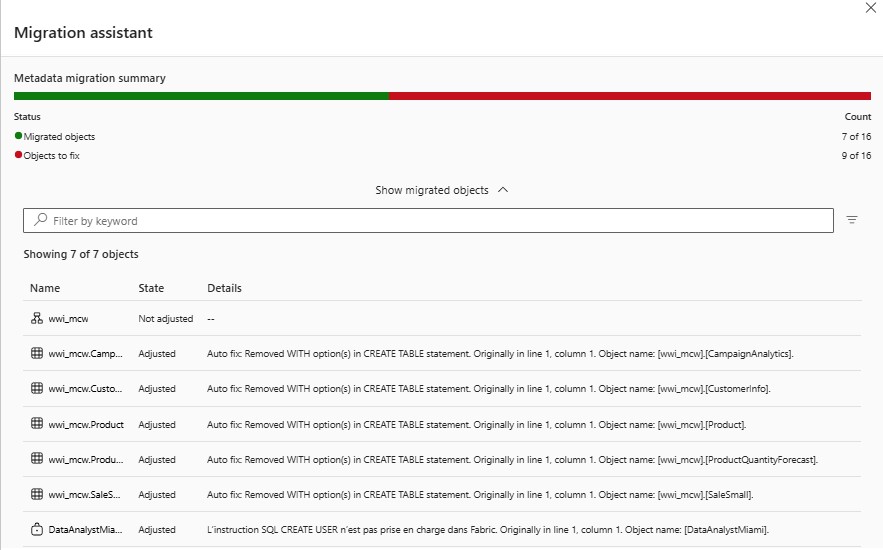 Migration assistant
Metadata migration summary
Status Count
Migrated objects 7 of 16
Objects to fix 9 of 16
Show migrated objects
Filter by keyword
Showing 7 of 7 objects
Name State Details
wwi_mcw Not adjusted --
wwi_mcw.Camp... Adjusted Auto fix: Removed WITH option(s) in CREATE TABLE statement. Originally in line 1, column 1. Object name: [wwi_mcw].[CampaignAnalytics].
wwi_mcw.Custo... Adjusted Auto fix: Removed WITH option(s) in CREATE TABLE statement. Originally in line 1, column 1. Object name: [wwi_mcw].[CustomerInfo].
wwi_mcw.Product Adjusted Auto fix: Removed WITH option(s) in CREATE TABLE statement. Originally in line 1, column 1. Object name: [wwi_mcw].[Product].
wwi_mcw.Produ... Adjusted Auto fix: Removed WITH option(s) in CREATE TABLE statement. Originally in line 1, column 1. Object name: [wwi_mcw].[ProductQuantityForecast].
wwi_mcw.SaleS... Adjusted Auto fix: Removed WITH option(s) in CREATE TABLE statement. Originally in line 1, column 1. Object name: [wwi_mcw].[SaleSmall].
DataAnalystMia... Adjusted L'instruction SQL CREATE USER n'est pas prise en charge dans Fabric. Originally in line 1, column 1. Object name: [DataAnalystMiami].